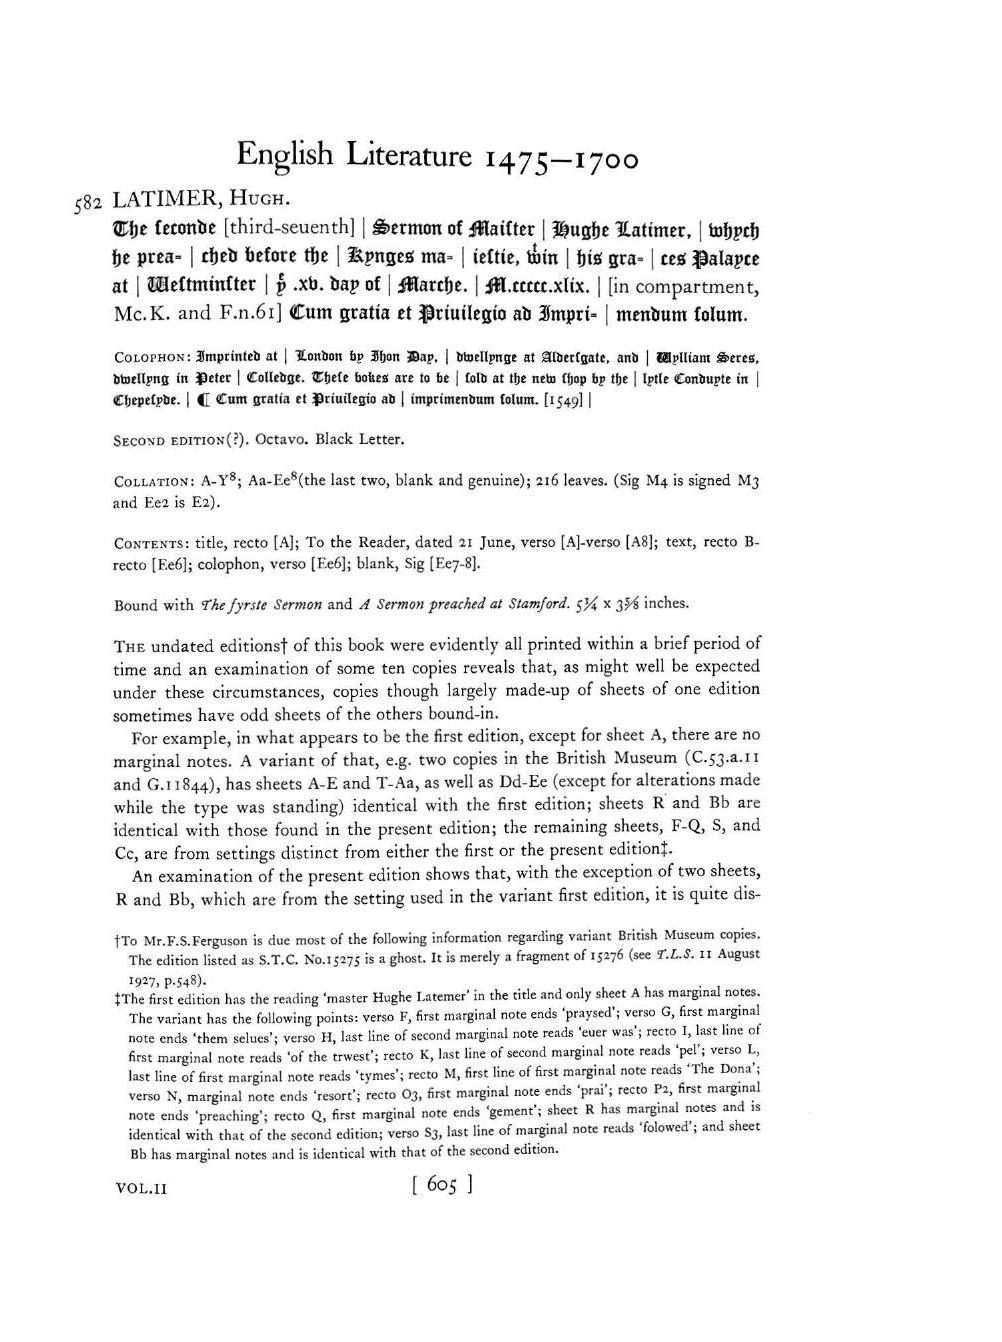 English Literature 1475–1700
582 LATIMER, HUGH.
The ſeconde [third-seuenth] | Sermon of Maiſter | Hughe Latimer, | whych
he prea= | ched before the | Kynges ma= | ieſtie, wͭin | his gra= | ces Palayce
at | Weſtminſter | þͤ .xv. day of | Marche. | M.ccccc.xlix. | [in compartment,
Mc.K. and F.n.61] Cum gratia et Priuilegio ad Impri= | mendum ſolum.
COLOPHON: Imprinted at | London by Jhon Day, | dwellynge at Alderſgate, and | Wylliam Seres,
dwellyng in Peter | Colledge. Theſe bokes are to be | ſold at the new ſhop by the | lytle Conduyte in |
Chepeſyde. | ¶ Cum gratia et Priuilegio ad | imprimendum ſolum. [1549] |
SECOND EDITION(?). Octavo. Black Letter.
COLLATION: A-Y⁸; Aa-Ee⁸(the last two, blank and genuine); 216 leaves. (Sig M4 is signed M3
and Ee2 is E2).
CONTENTS: title, recto [A]; To the Reader, dated 21 June, verso [A]-verso [A8]; text, recto B-
recto [Ee6]; colophon, verso [Ee6]; blank, Sig [Ee7-8].
Bound with The fyrste Sermon and A Sermon preached at Stamford. 5¼ x 3⅝ inches.
THE undated editions† of this book were evidently all printed within a brief period of
time and an examination of some ten copies reveals that, as might well be expected
under these circumstances, copies though largely made-up of sheets of one edition
sometimes have odd sheets of the others bound-in.
For example, in what appears to be the first edition, except for sheet A, there are no
marginal notes. A variant of that, e.g. two copies in the British Museum (C.53.a.11
and G.11844), has sheets A-E and T-Aa, as well as Dd-Ee (except for alterations made
while the type was standing) identical with the first edition; sheets R and Bb are
identical with those found in the present edition; the remaining sheets, F-Q, S, and
Cc, are from settings distinct from either the first or the present edition‡.
An examination of the present edition shows that, with the exception of two sheets,
R and Bb, which are from the setting used in the variant first edition, it is quite dis-
†To Mr.F.S.Ferguson is due most of the following information regarding variant British Museum copies.
The edition listed as S.T.C. No.15275 is a ghost. It is merely a fragment of 15276 (see T.L.S. 11 August
1927, p.548).
‡The first edition has the reading 'master Hughe Latemer' in the title and only sheet A has marginal notes.
The variant has the following points: verso F, first marginal note ends 'praysed'; verso G, first marginal
note ends 'them selues'; verso H, last line of second marginal note reads 'euer was'; recto I, last line of
first marginal note reads 'of the trwest'; recto K, last line of second marginal note reads 'pel'; verso L,
last line of first marginal note reads 'tymes'; recto M, first line of first marginal note reads 'The Dona';
verso N, marginal note ends 'resort'; recto O3, first marginal note ends 'prai'; recto P2, first marginal
note ends 'preaching'; recto Q, first marginal note ends 'gement'; sheet R has marginal notes and is
identical with that of the second edition; verso S3, last line of marginal note reads 'folowed'; and sheet
Bb has marginal notes and is identical with that of the second edition.
VOL.II
[ 605 ]